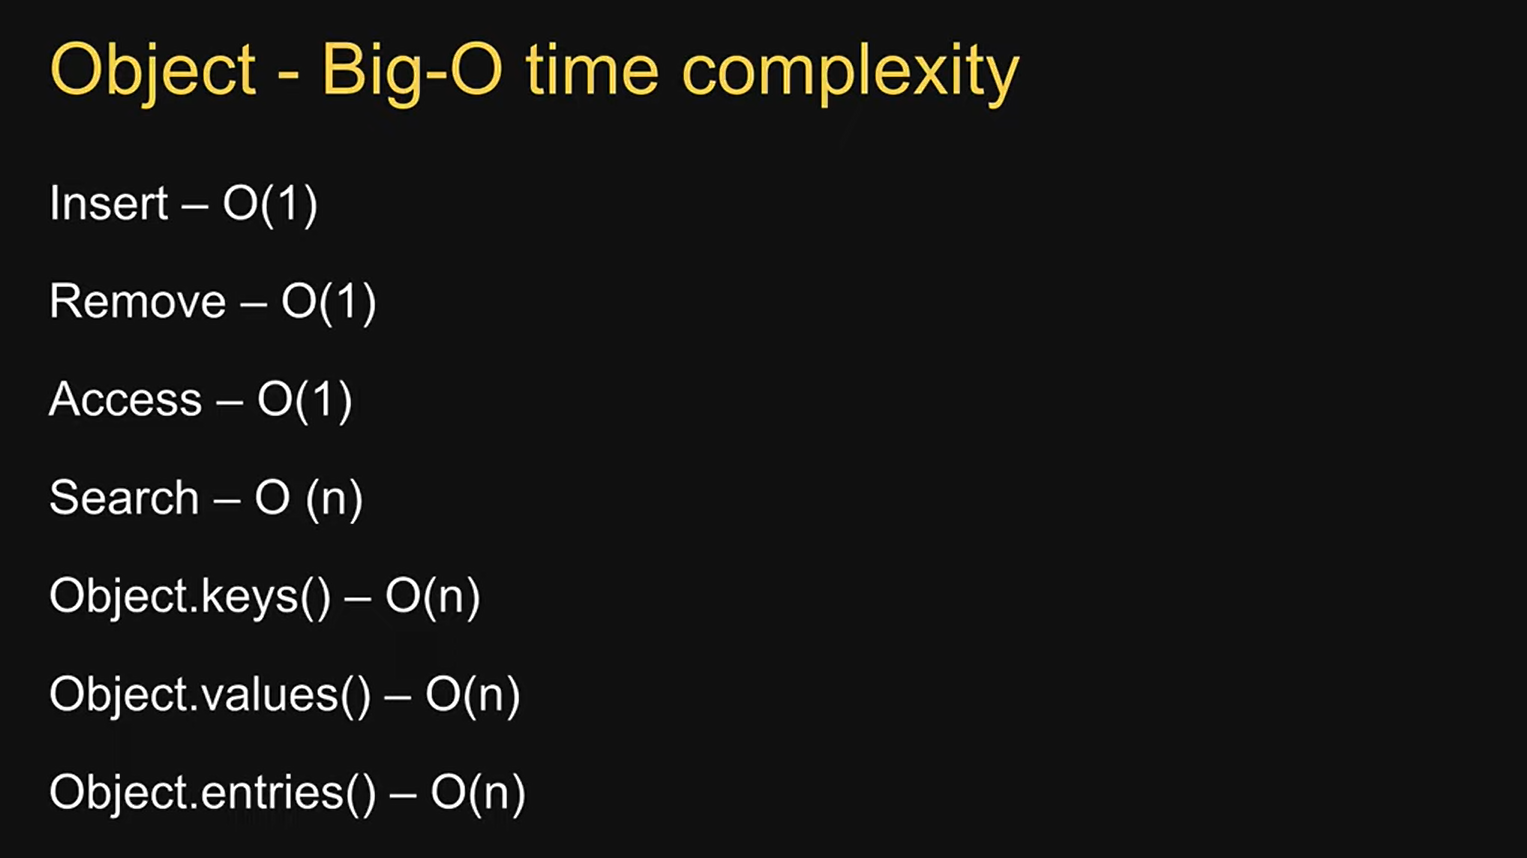 Object - Big-O time complexity
Insert – O(1)
Remove – O(1)
Access – O(1)
Search – O (n)
Object.keys() – O(n)
Object.values() – O(n)
Object.entries() – O(n)